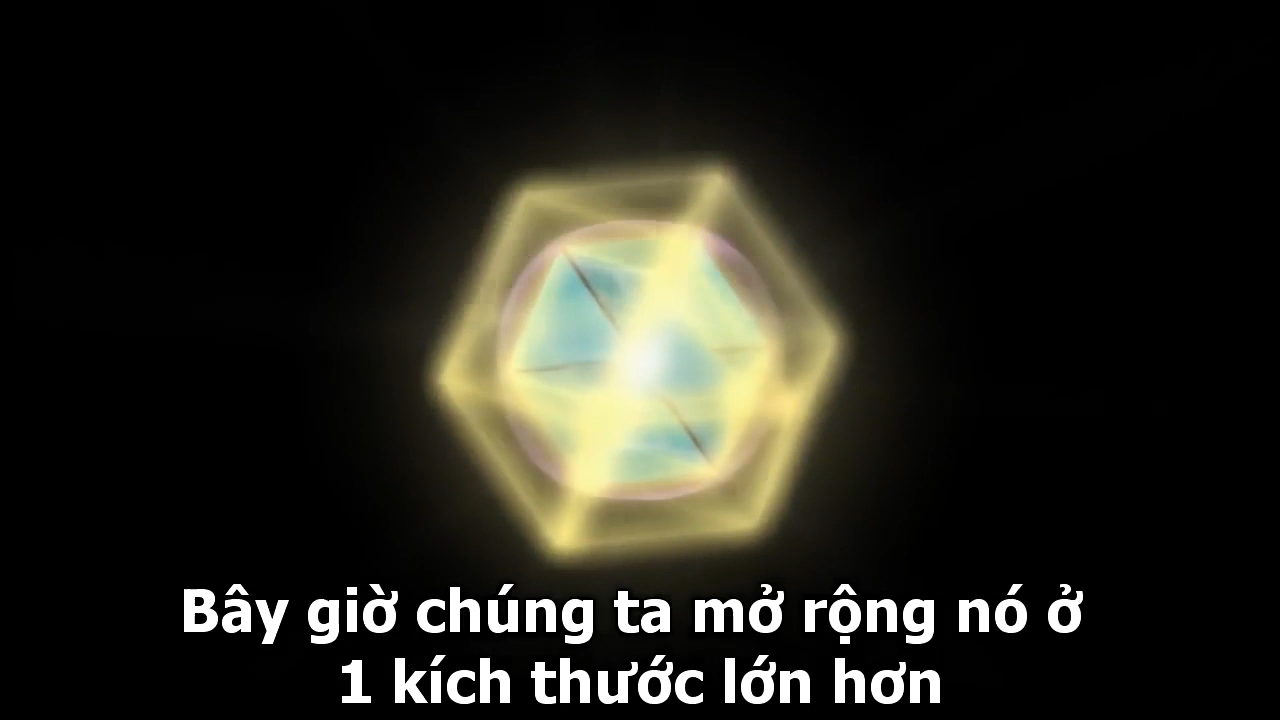 Bây giờ chúng ta mở rộng nó ở
1 kích thước lớn hơn